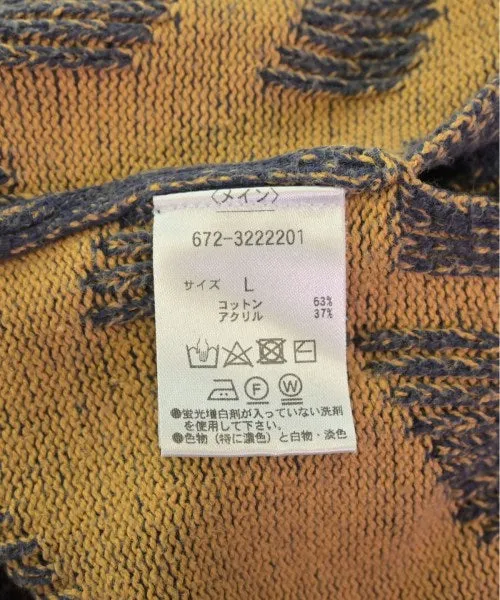 〈メイン〉
672-3222201
サイズ L
コットン 63%
アクリル 37%
F W
●蛍光増白剤が入っていない洗剤
を使用して下さい。
●色物(特に濃色)と白物・淡色